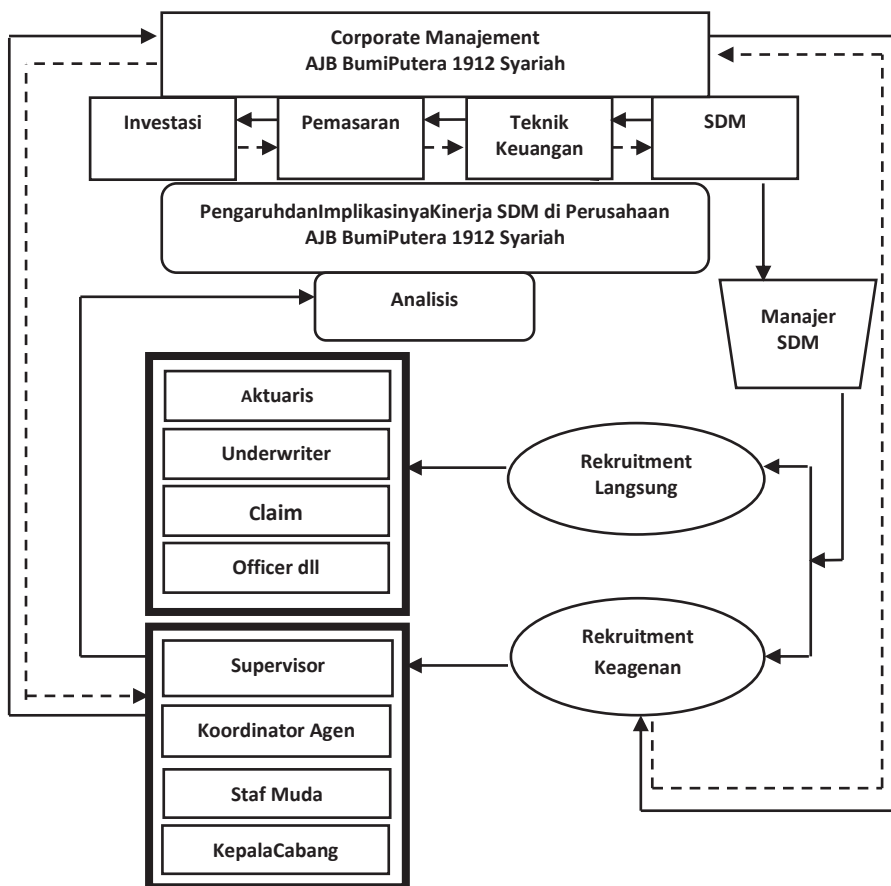 Corporate Manajement
AJB BumiPutera 1912 Syariah
Investasi
Pemasaran
Teknik
Keuangan
SDM
PengaruhdanImplikasinyaKinerja SDM di Perusahaan
AJB BumiPutera 1912 Syariah
Analisis
Manajer
SDM
Aktuaris
Underwriter
Claim
Officer dll
Rekruitment
Langsung
Rekruitment
Keagenan
Supervisor
Koordinator Agen
Staf Muda
KepalaCabang